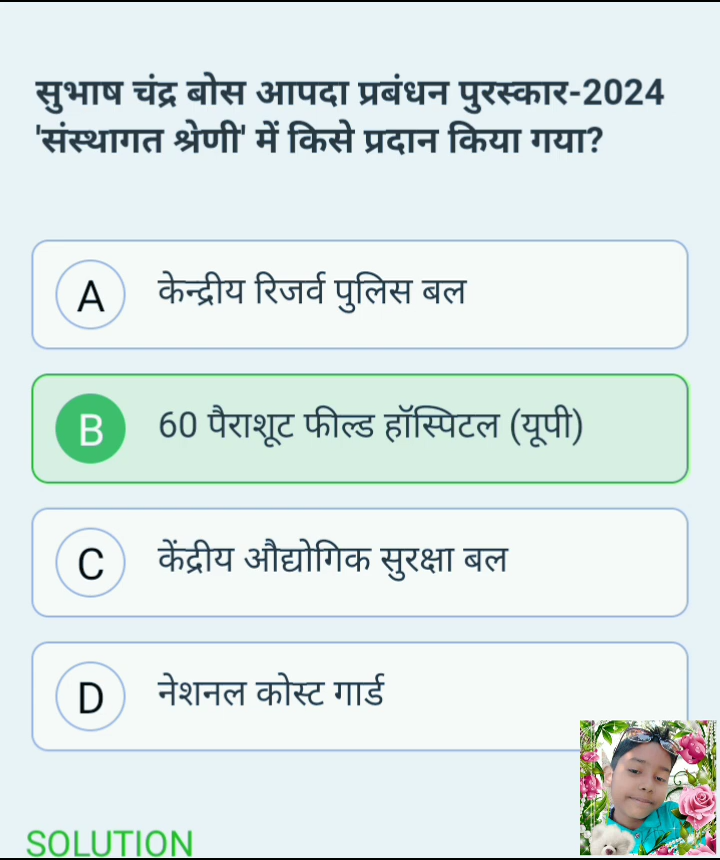 सुभाष चंद्र बोस आपदा प्रबंधन पुरस्कार-2024
'संस्थागत श्रेणी' में किसे प्रदान किया गया?
A केन्द्रीय रिजर्व पुलिस बल
B 60 पैराशूट फील्ड हॉस्पिटल (यूपी)
C केंद्रीय औद्योगिक सुरक्षा बल
D नेशनल कोस्ट गार्ड
SOLUTION